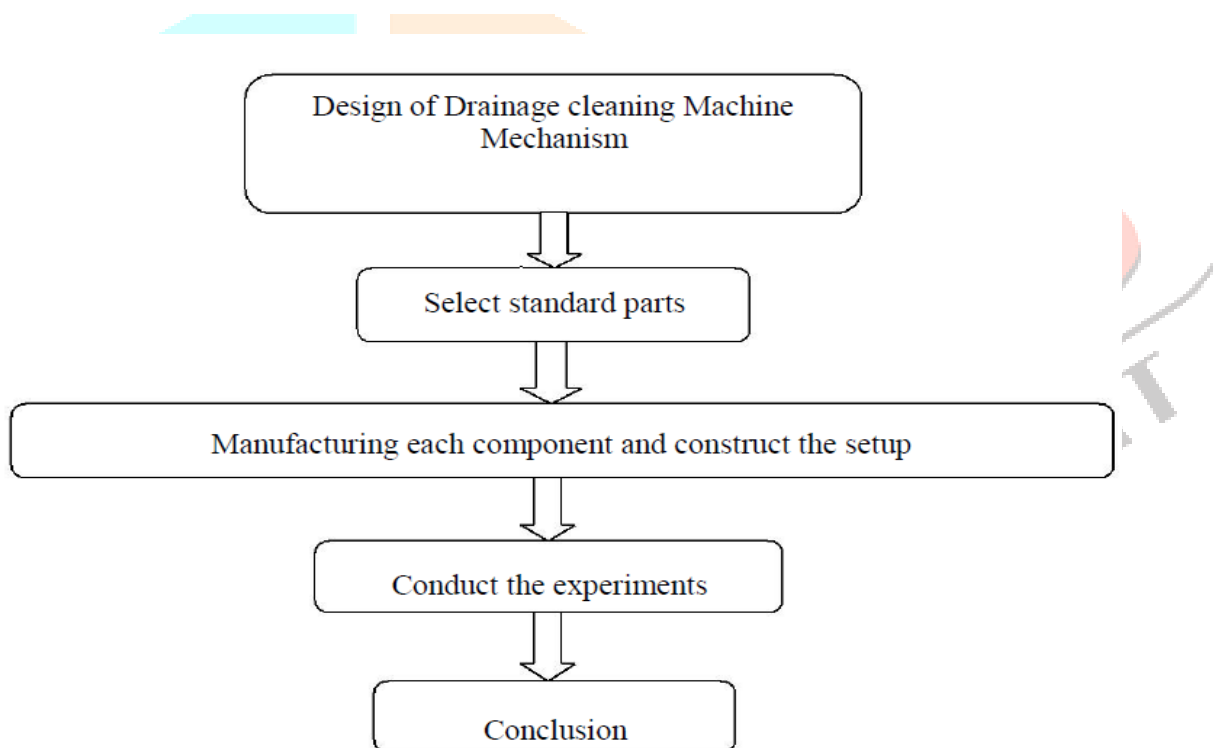 Design of Drainage cleaning Machine
Mechanism
Select standard parts
Manufacturing each component and construct the setup
Conduct the experiments
Conclusion